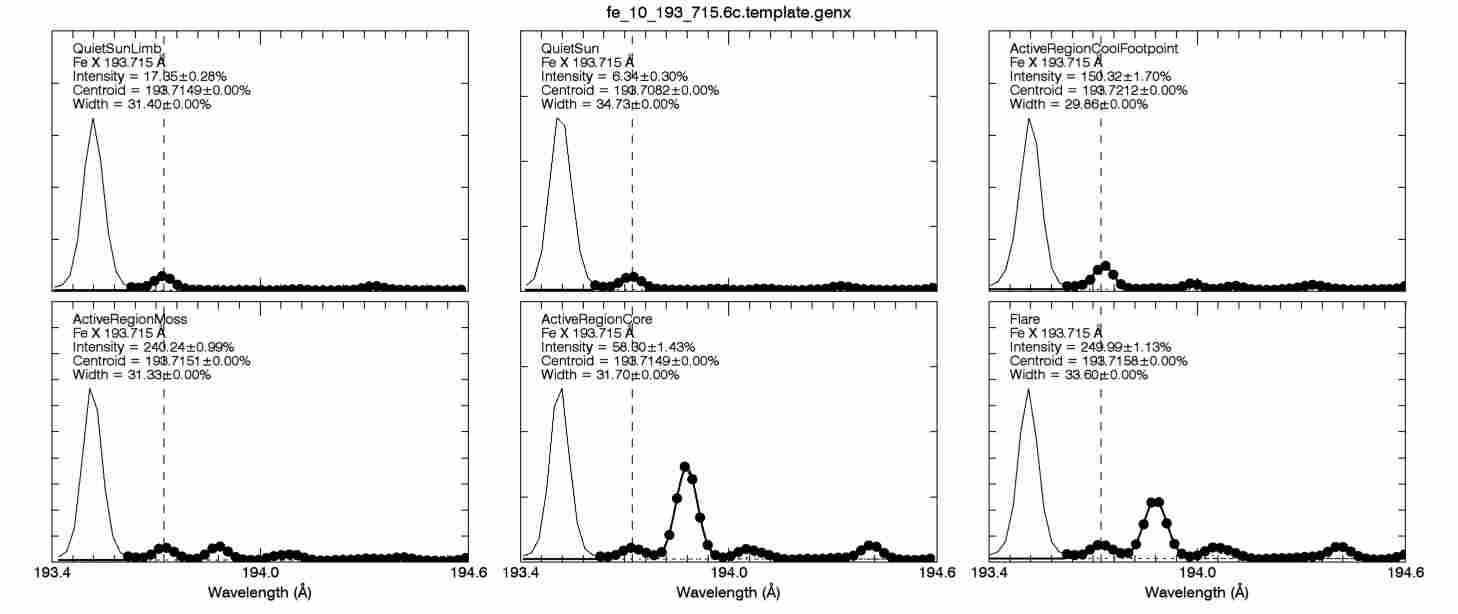 fe_10_193_715.6c.template.genx
QuietSunLimb
Fe X 193.715 Å
Intensity = 17.35±0.28%
Centroid = 193.7149±0.00%
Width = 31.40±0.00%
QuietSun
Fe X 193.715 Å
Intensity = 6.34±0.30%
Centroid = 193.7082±0.00%
Width = 34.73±0.00%
ActiveRegionCoolFootpoint
Fe X 193.715 Å
Intensity = 150.32±1.70%
Centroid = 193.7212±0.00%
Width = 29.86±0.00%
ActiveRegionMoss
Fe X 193.715 Å
Intensity = 240.24±0.99%
Centroid = 193.7151±0.00%
Width = 31.33±0.00%
ActiveRegionCore
Fe X 193.715 Å
Intensity = 58.30±1.43%
Centroid = 193.7149±0.00%
Width = 31.70±0.00%
Flare
Fe X 193.715 Å
Intensity = 249.99±1.13%
Centroid = 193.7158±0.00%
Width = 33.60±0.00%
193.4 194.0 194.6
Wavelength (Å)
193.4 194.0 194.6
Wavelength (Å)
193.4 194.0 194.6
Wavelength (Å)